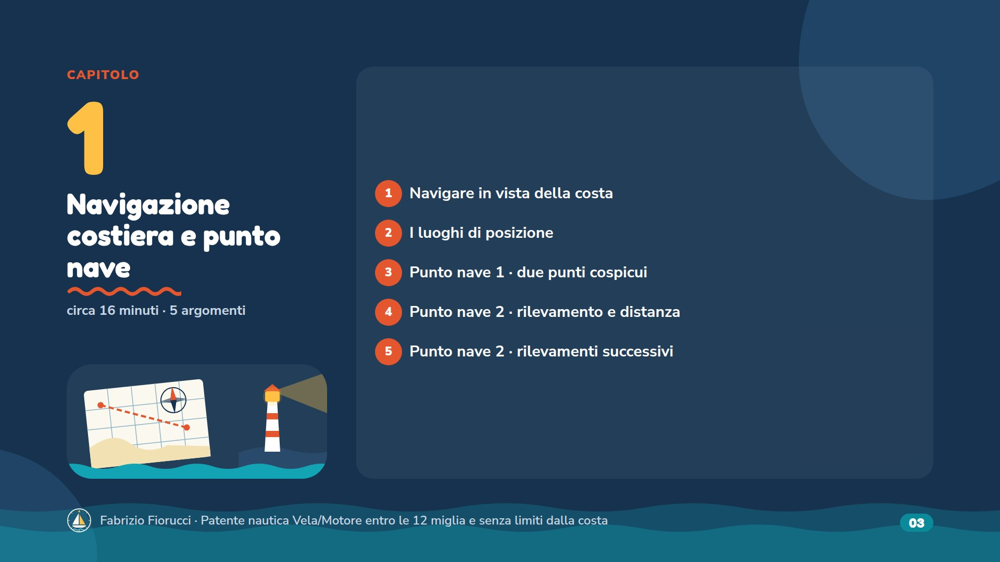 CAPITOLO
1
Navigazione
costiera e punto
nave
circa 16 minuti · 5 argomenti
1 Navigare in vista della costa
2 I luoghi di posizione
3 Punto nave 1 · due punti cospicui
4 Punto nave 2 · rilevamento e distanza
5 Punto nave 2 · rilevamenti successivi
Fabrizio Fiorucci · Patente nautica Vela/Motore entro le 12 miglia e senza limiti dalla costa
03